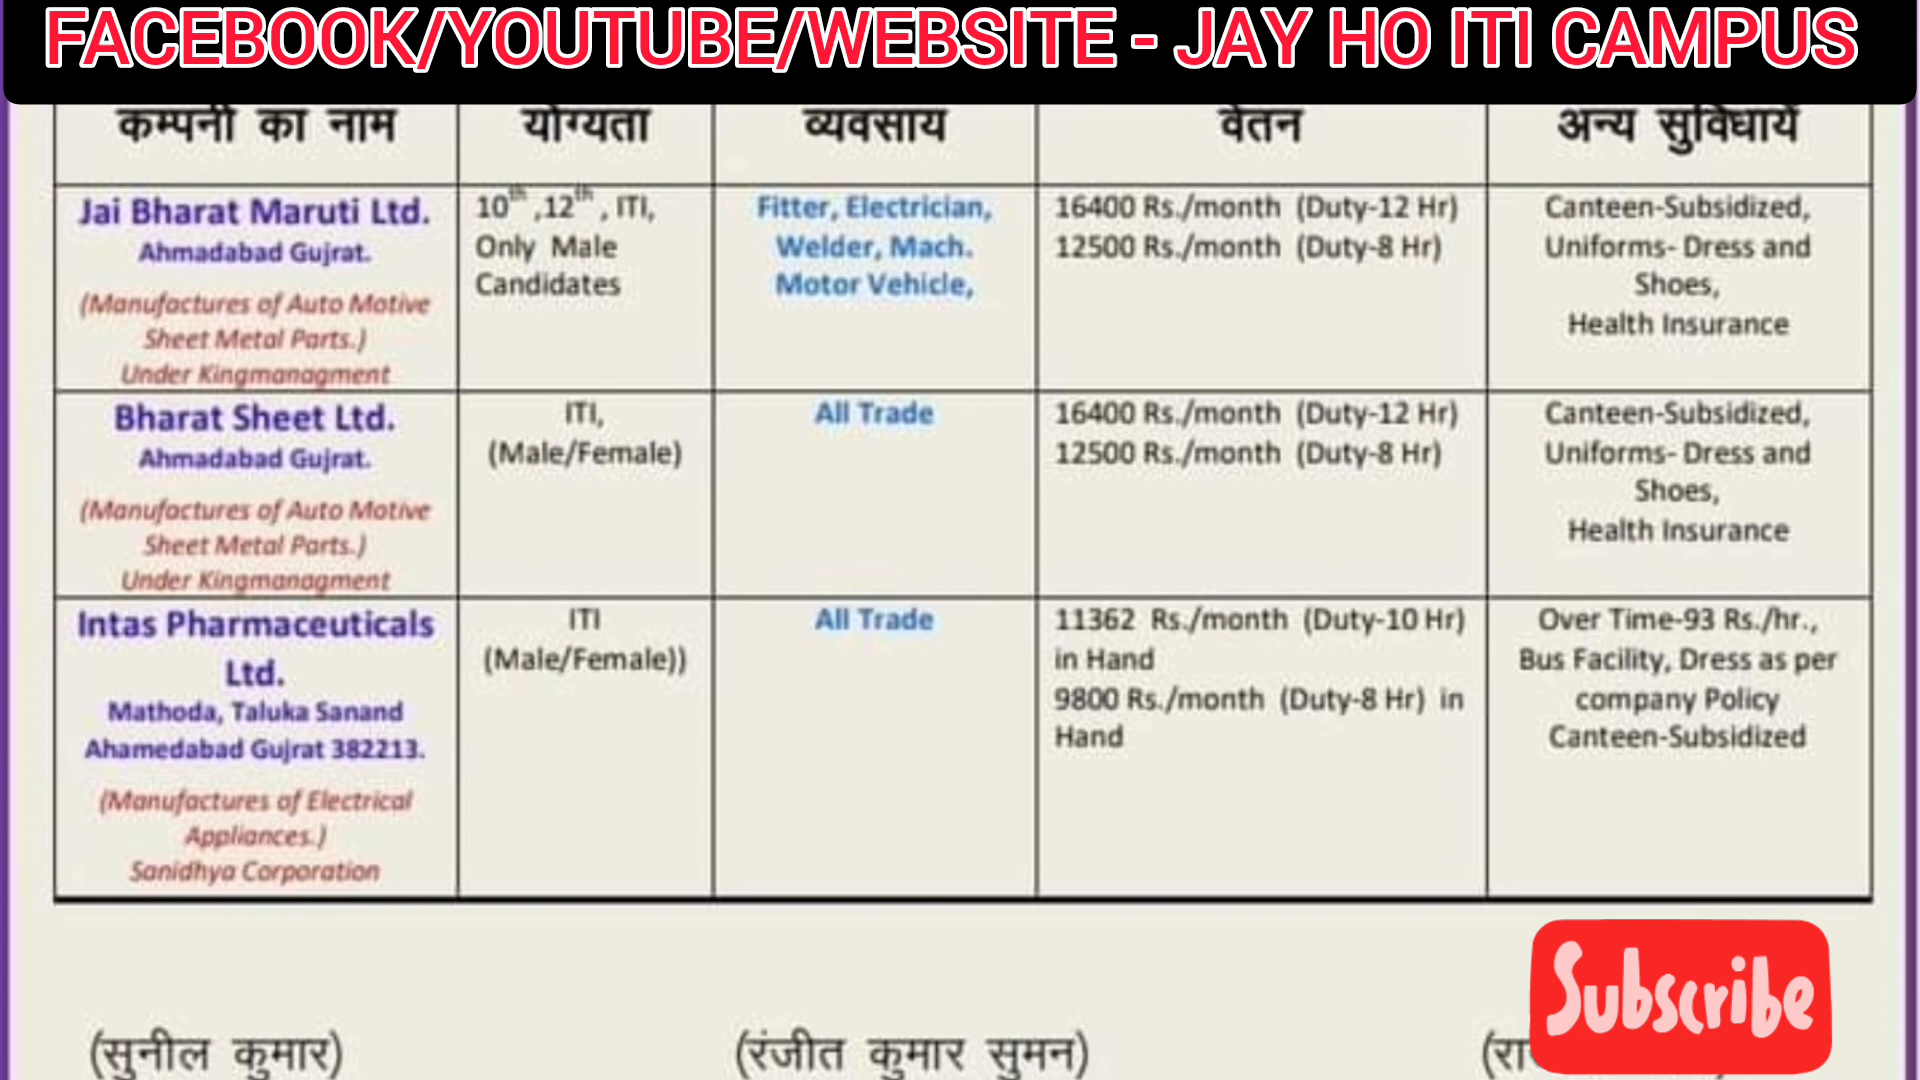 FACEBOOK/YOUTUBE/WEBSITE - JAY HO ITI CAMPUS
कम्पनी का नाम
योग्यता
व्यवसाय
वेतन
अन्य सुविधायें
Jai Bharat Maruti Ltd.
Ahmadabad Gujrat.
(Manufactures of Auto Motive
Sheet Metal Parts.)
Under Kingmanagment
10th ,12th , ITI,
Only Male
Candidates
Fitter, Electrician,
Welder, Mach.
Motor Vehicle,
16400 Rs./month (Duty-12 Hr)
12500 Rs./month (Duty-8 Hr)
Canteen-Subsidized,
Uniforms- Dress and
Shoes,
Health Insurance
Bharat Sheet Ltd.
Ahmadabad Gujrat.
(Manufactures of Auto Motive
Sheet Metal Parts.)
Under Kingmanagment
ITI,
(Male/Female)
All Trade
16400 Rs./month (Duty-12 Hr)
12500 Rs./month (Duty-8 Hr)
Canteen-Subsidized,
Uniforms- Dress and
Shoes,
Health Insurance
Intas Pharmaceuticals
Ltd.
Mathoda, Taluka Sanand
Ahamedabad Gujrat 382213.
(Manufactures of Electrical
Appliances.)
Sanidhya Corporation
ITI
(Male/Female))
All Trade
11362 Rs./month (Duty-10 Hr)
in Hand
9800 Rs./month (Duty-8 Hr) in
Hand
Over Time-93 Rs./hr.,
Bus Facility, Dress as per
company Policy
Canteen-Subsidized
Subscribe
(सुनील कुमार)
(रंजीत कुमार सुमन)